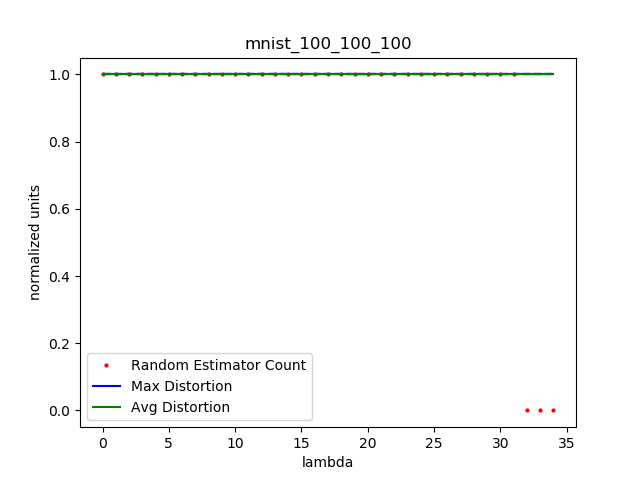 mnist_100_100_100
normalized units
1.0
0.8
0.6
0.4
0.2
0.0
Random Estimator Count
Max Distortion
Avg Distortion
0 5 10 15 20 25 30 35
lambda